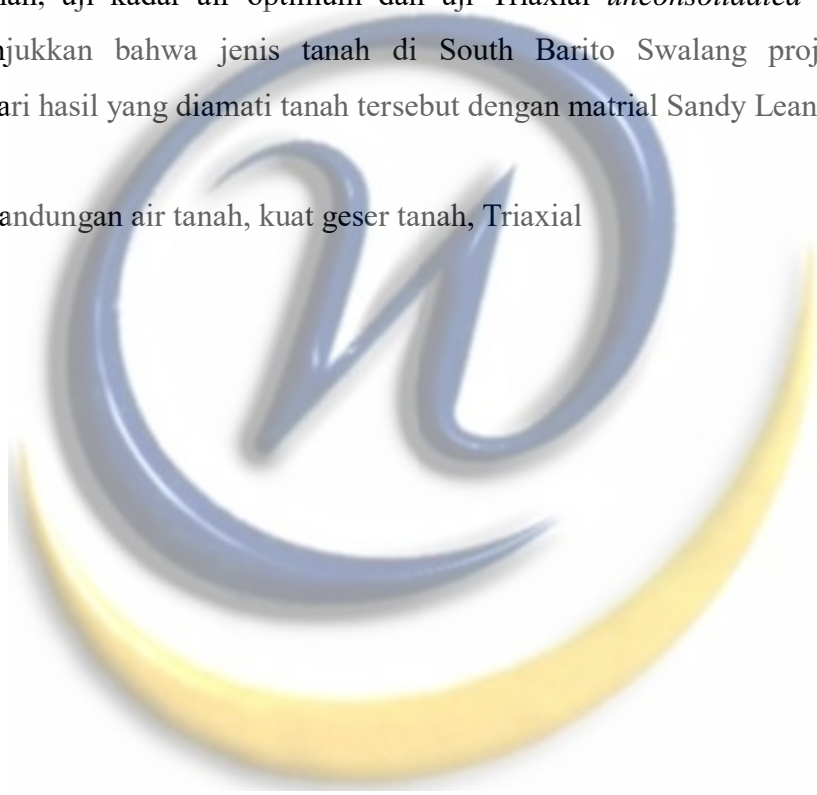 uji kadar air optimum dan uji Triaxial unconsolidated
njukkan bahwa jenis tanah di South Barito Swalang proj
ari hasil yang diamati tanah tersebut dengan matrial Sandy Lean
andungan air tanah, kuat geser tanah, Triaxial